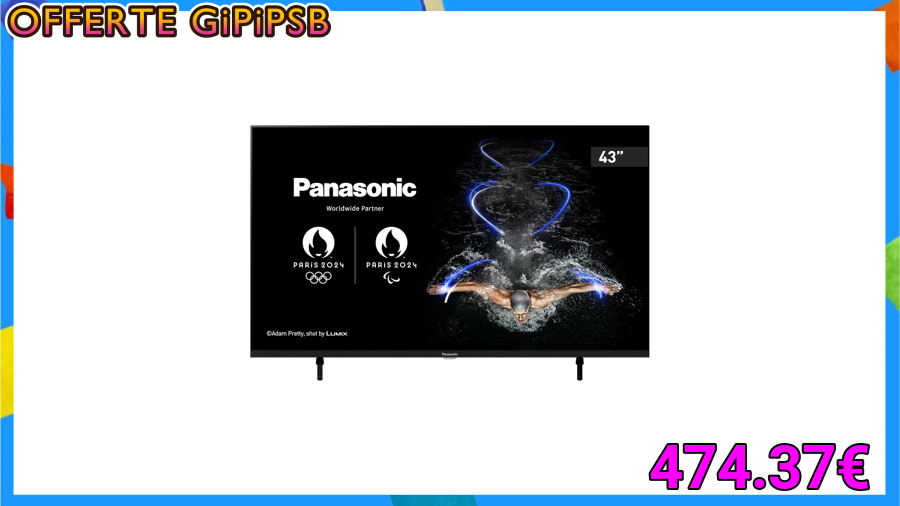 OFFERTE GiPiPSB
43”
Panasonic
Worldwide Partner
PARIS 2024 PARIS 2024
©Adam Pretty, shot by LUMIX
Panasonic
474.37€